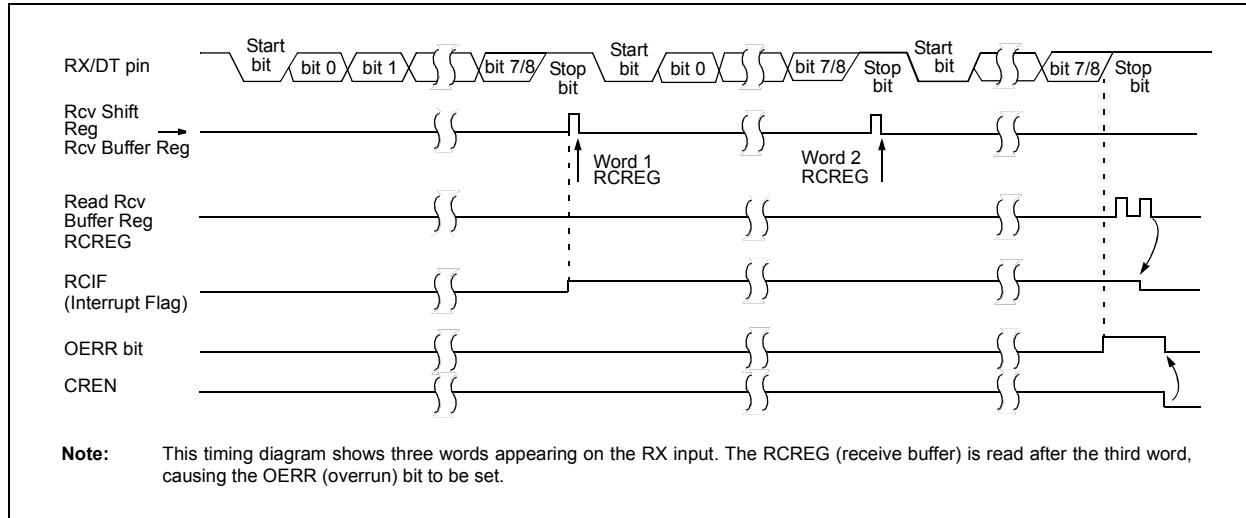 RX/DT pin
Start
bit
bit 0
bit 1
bit 7/8
Stop
bit
Start
bit
bit 0
bit 7/8
Stop
bit
Start
bit
bit 7/8
Stop
bit
Rcv Shift
Reg
Rcv Buffer Reg
Word 1
RCREG
Word 2
RCREG
Read Rcv
Buffer Reg
RCREG
RCIF
(Interrupt Flag)
OERR bit
CREN
Note: This timing diagram shows three words appearing on the RX input. The RCREG (receive buffer) is read after the third word,
causing the OERR (overrun) bit to be set.